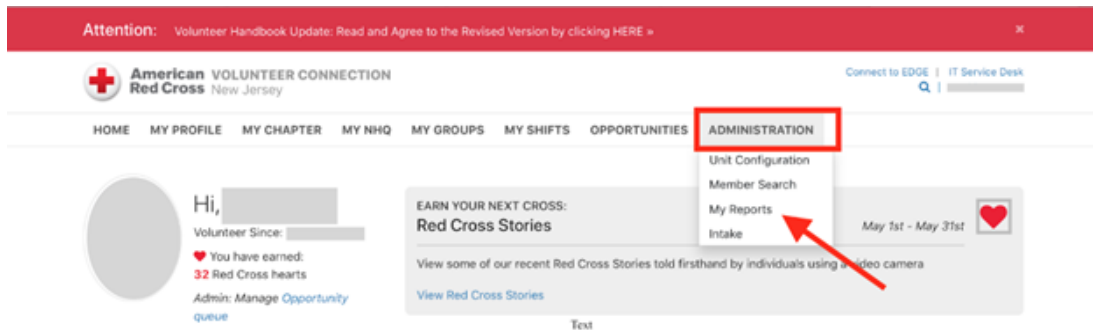 Attention: Volunteer Handbook Update: Read and Agree to the Revised Version by clicking HERE »
×
American VOLUNTEER CONNECTION
Red Cross New Jersey
Connect to EDGE | IT Service Desk
|
HOME MY PROFILE MY CHAPTER MY NHQ MY GROUPS MY SHIFTS OPPORTUNITIES ADMINISTRATION
Unit Configuration
Member Search
My Reports
Intake
Hi,
Volunteer Since:
You have earned:
32 Red Cross hearts
Admin: Manage Opportunity
queue
EARN YOUR NEXT CROSS:
Red Cross Stories
May 1st - May 31st
View some of our recent Red Cross Stories told firsthand by individuals using a video camera
View Red Cross Stories
Text